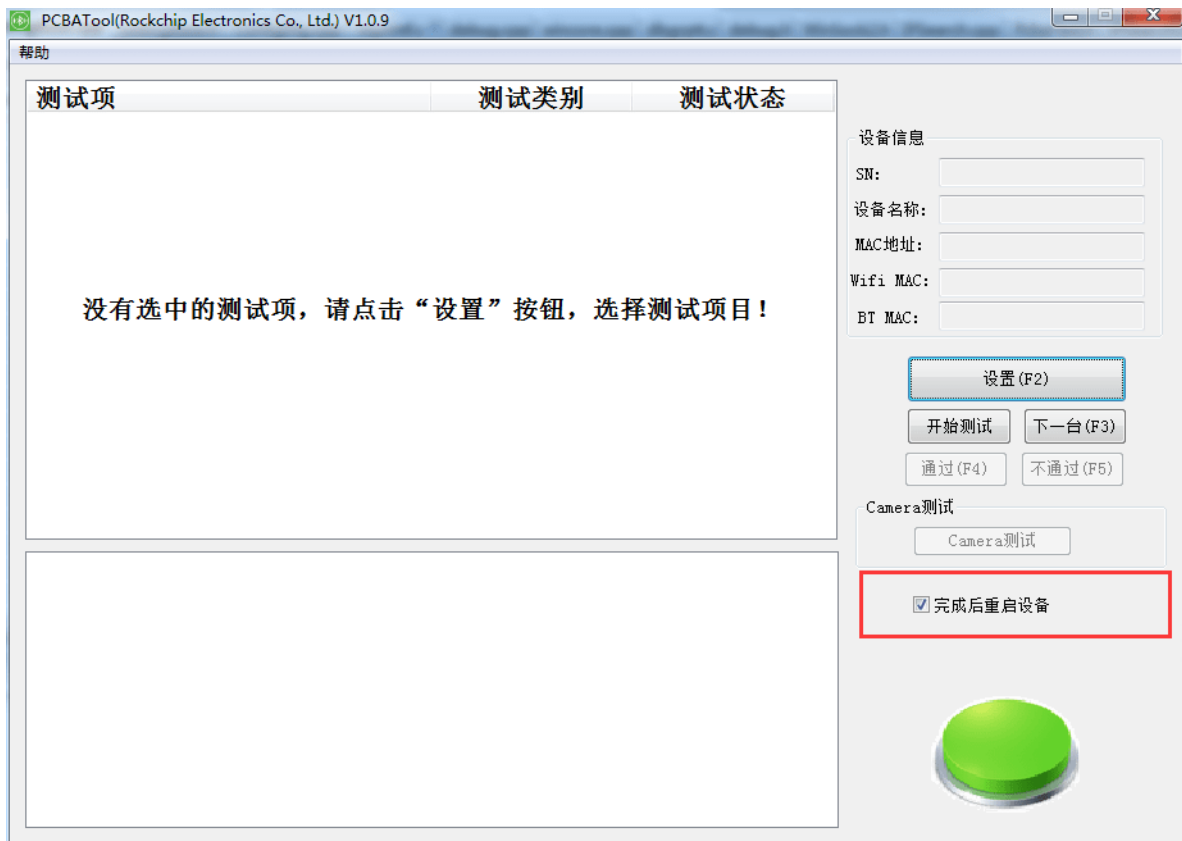 PCBATool(Rockchip Electronics Co., Ltd.) V1.0.9
帮助
测试项 测试类别 测试状态
没有选中的测试项，请点击“设置”按钮，选择测试项目！
设备信息
SN:
设备名称:
MAC地址:
Wifi MAC:
BT MAC:
设置(F2)
开始测试 下一台(F3)
通过(F4) 不通过(F5)
Camera测试
Camera测试
完成后重启设备